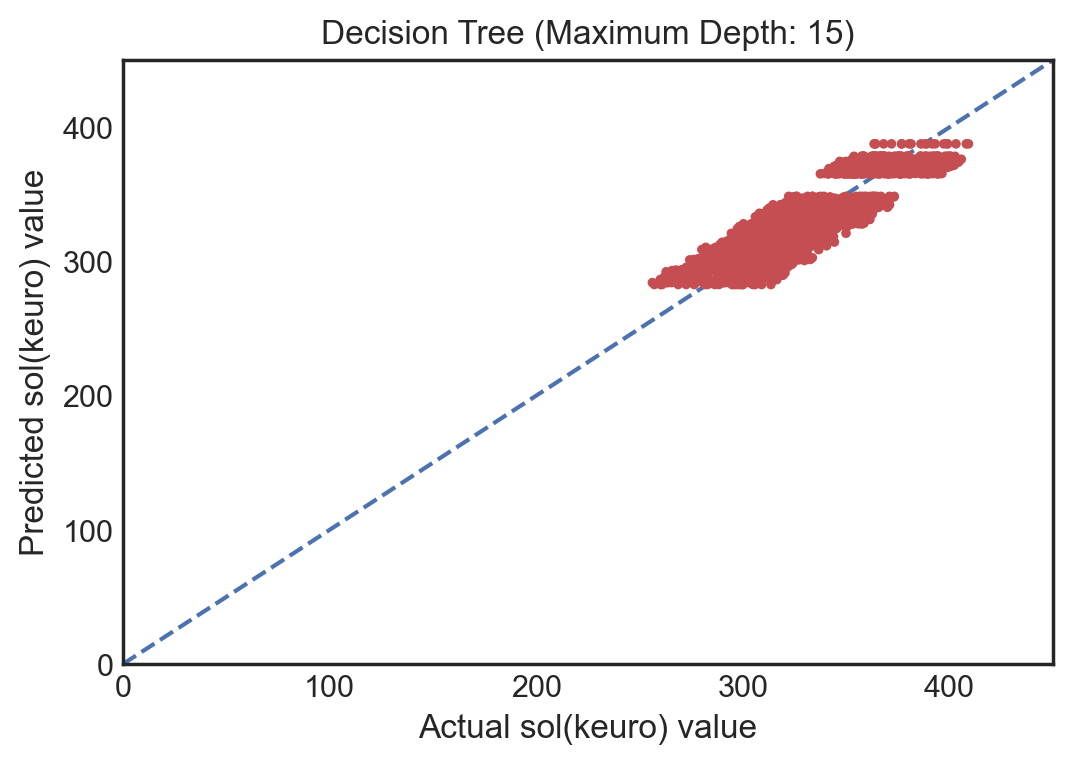 Decision Tree (Maximum Depth: 15)
Predicted sol(keuro) value
400
300
200
100
0
0 100 200 300 400
Actual sol(keuro) value